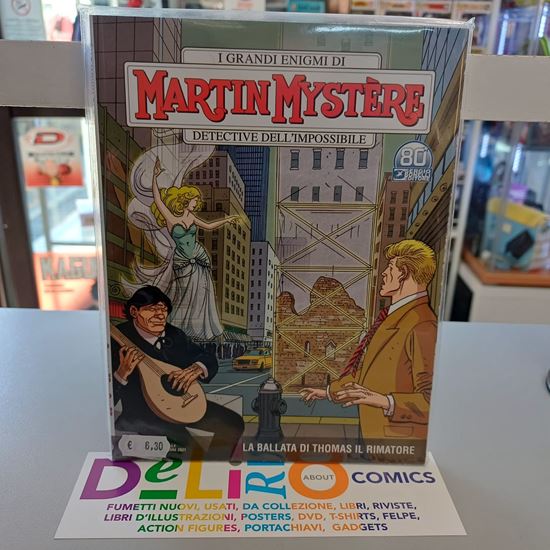 I GRANDI ENIGMI DI
MARTIN MYSTÈRE
DETECTIVE DELL'IMPOSSIBILE
80
SERGIO
BONELLI
EDITORE
LA BALLATA DI THOMAS IL RIMATORE
€ 6,30
DeLiRiO
ABOUT
COMICS
FUMETTI NUOVI, USATI, DA COLLEZIONE, LIBRI, RIVISTE,
LIBRI D'ILLUSTRAZIONI, POSTERS, DVD, T-SHIRTS, FELPE,
ACTION FIGURES, PORTACHIAVI, GADGETS